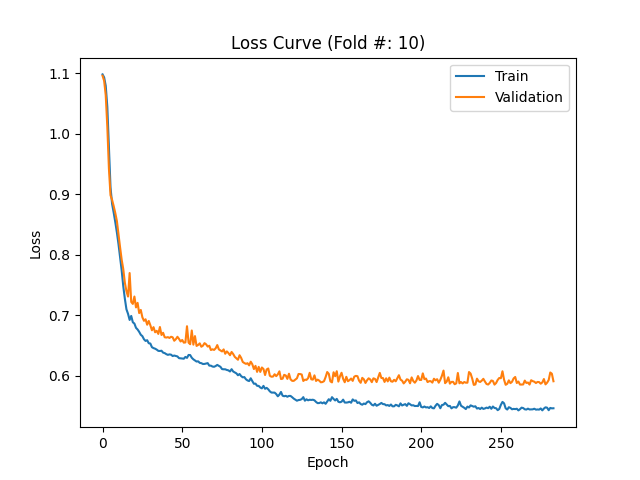 Loss Curve (Fold #: 10)
Train
Validation
1.1
1.0
0.9
0.8
0.7
0.6
Loss
0 50 100 150 200 250
Epoch